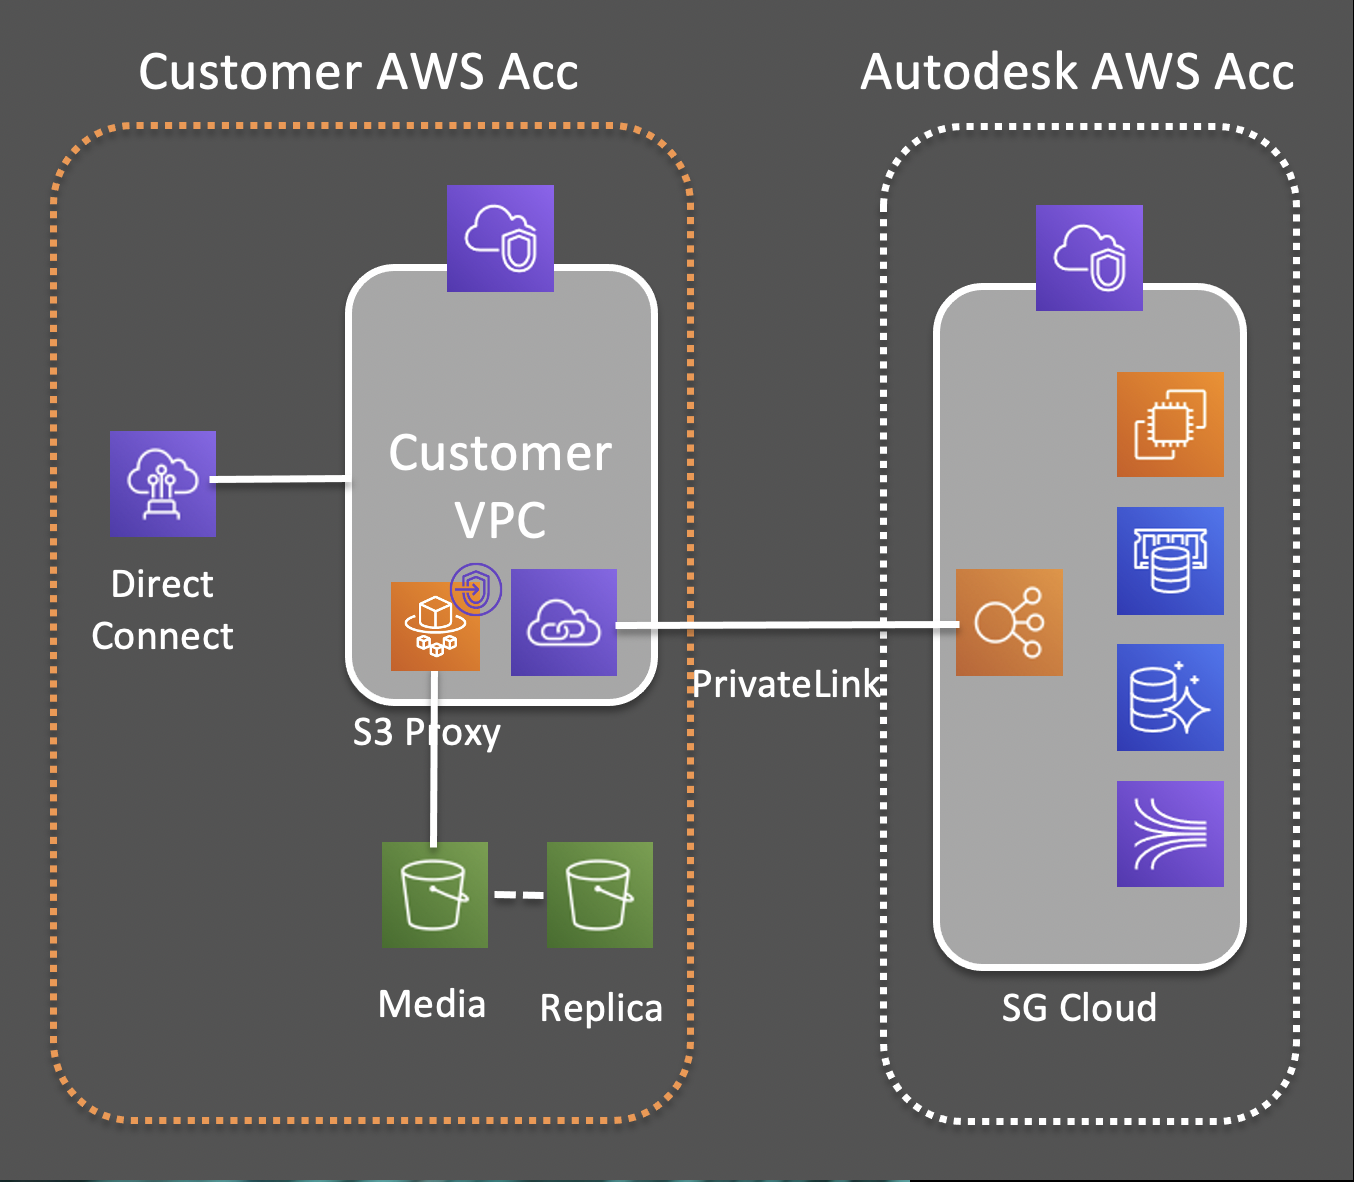 Customer AWS Acc
Autodesk AWS Acc
Customer
VPC
Direct
Connect
PrivateLink
S3 Proxy
Media
Replica
SG Cloud